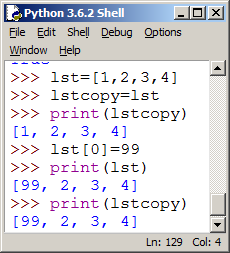 Python 3.6.2 Shell
File Edit Shell Debug Options
Window Help
>>> lst=[1,2,3,4]
>>> lstcopy=lst
>>> print(lstcopy)
[1, 2, 3, 4]
>>> lst[0]=99
>>> print(lst)
[99, 2, 3, 4]
>>> print(lstcopy)
[99, 2, 3, 4]
Ln: 129 Col: 4